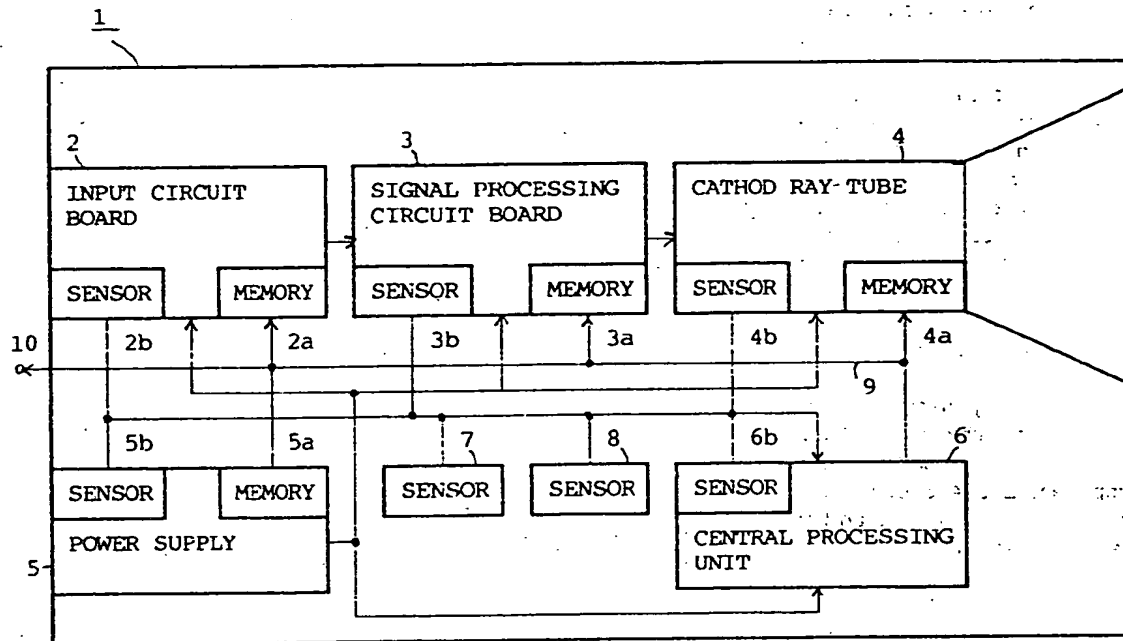 1
2
3
4
INPUT CIRCUIT
BOARD
SIGNAL PROCESSING
CIRCUIT BOARD
CATHOD RAY-TUBE
SENSOR
MEMORY
SENSOR
MEMORY
SENSOR
MEMORY
10
2b
2a
3b
3a
4b
4a
9
5b
5a
7
8
6b
6
SENSOR
MEMORY
SENSOR
SENSOR
SENSOR
POWER SUPPLY
CENTRAL PROCESSING
UNIT
5